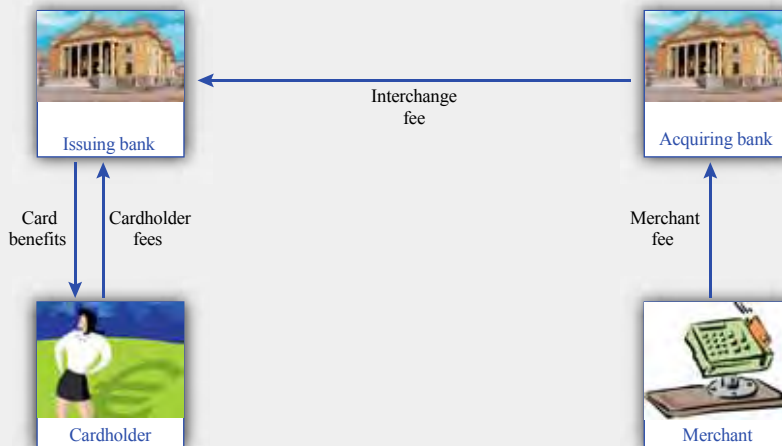 Interchange
fee
Issuing bank
Acquiring bank
Card
benefits
Cardholder
fees
Merchant
fee
Cardholder
Merchant